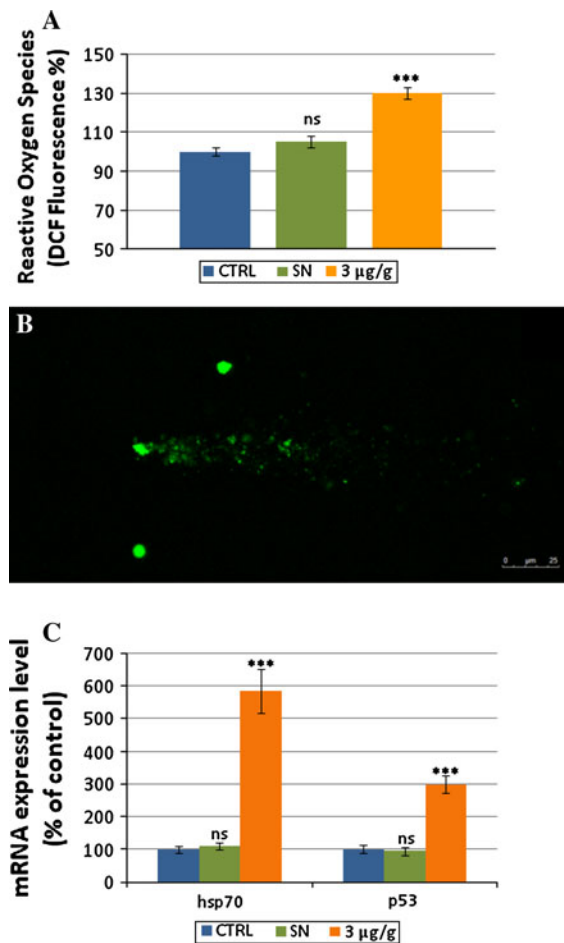 A
Reactive Oxygen Species
(DCF Fluorescence %)
150
130
110
90
70
50
ns
***
CTRL SN 3 µg/g
B
0 µm 25
C
mRNA expression level
(% of control)
700
600
500
400
300
200
100
0
ns
***
ns
***
hsp70 p53
CTRL SN 3 µg/g